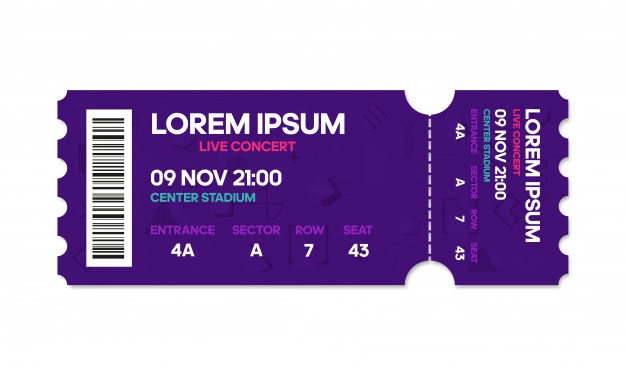 LOREM IPSUM
LIVE CONCERT
09 NOV 21:00
CENTER STADIUM
ENTRANCE SECTOR ROW SEAT
4A A 7 43
LOREM IPSUM
LIVE CONCERT
09 NOV 21:00
CENTER STADIUM
ENTRANCE SECTOR ROW SEAT
4A A 7 43